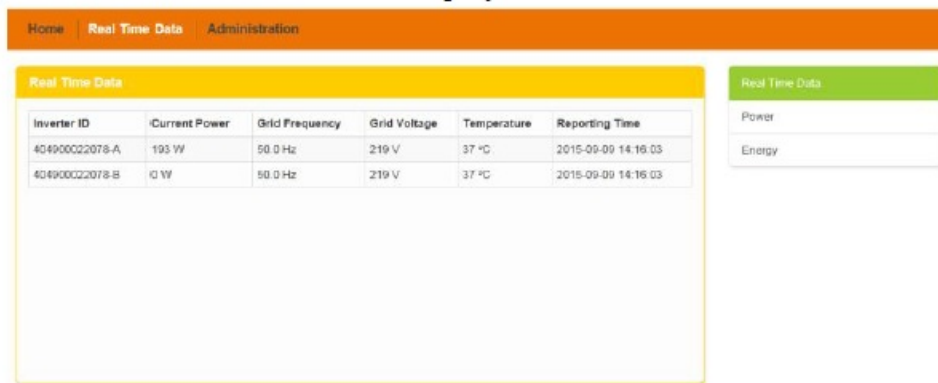 Home Real Time Data Administration
Real Time Data
Inverter ID Current Power Grid Frequency Grid Voltage Temperature Reporting Time
404900022078-A 193 W 50.0 Hz 219 V 37 ºC 2015-09-09 14:16:03
404900022078-B 0 W 50.0 Hz 219 V 37 ºC 2015-09-09 14:16:03
Real Time Data
Power
Energy